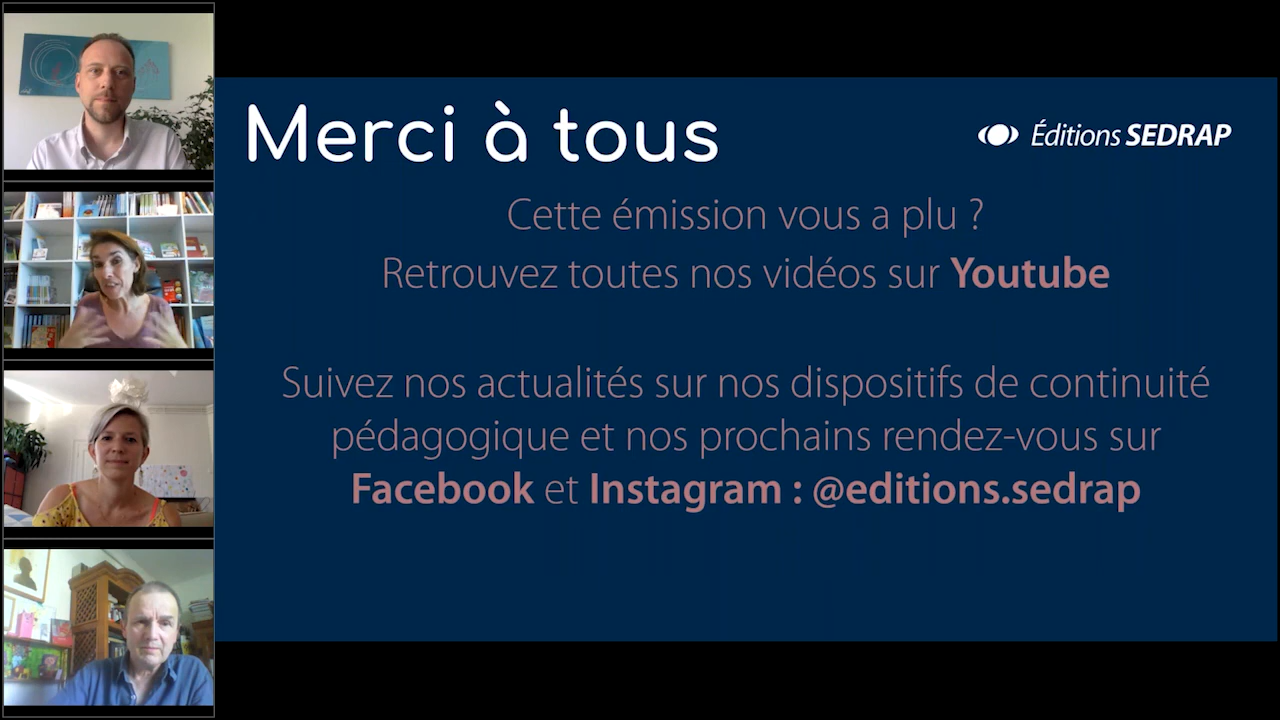 Merci à tous
Éditions SEDRAP
Cette émission vous a plu ?
Retrouvez toutes nos vidéos sur Youtube
Suivez nos actualités sur nos dispositifs de continuité
pédagogique et nos prochains rendez-vous sur
Facebook et Instagram : @editions.sedrap